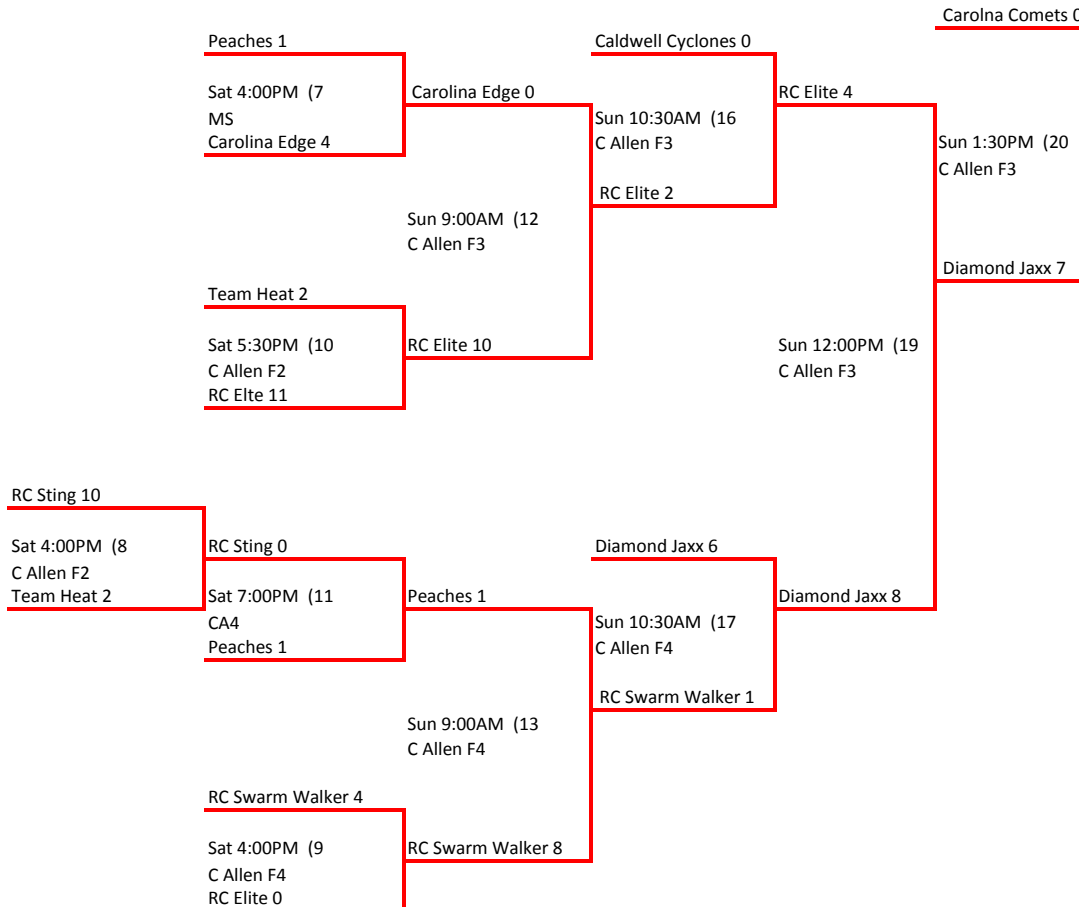 Carolna Comets 0
Peaches 1
Caldwell Cyclones 0
Sat 4:00PM (7
MS
Carolina Edge 4
Carolina Edge 0
Sun 10:30AM (16
C Allen F3
RC Elite 4
Sun 1:30PM (20
C Allen F3
RC Elite 2
Sun 9:00AM (12
C Allen F3
Diamond Jaxx 7
Team Heat 2
Sat 5:30PM (10
C Allen F2
RC Elte 11
RC Elite 10
Sun 12:00PM (19
C Allen F3
RC Sting 10
Sat 4:00PM (8
C Allen F2
Team Heat 2
RC Sting 0
Sat 7:00PM (11
CA4
Peaches 1
Diamond Jaxx 6
Peaches 1
Sun 10:30AM (17
C Allen F4
Diamond Jaxx 8
RC Swarm Walker 1
Sun 9:00AM (13
C Allen F4
RC Swarm Walker 4
Sat 4:00PM (9
C Allen F4
RC Elite 0
RC Swarm Walker 8